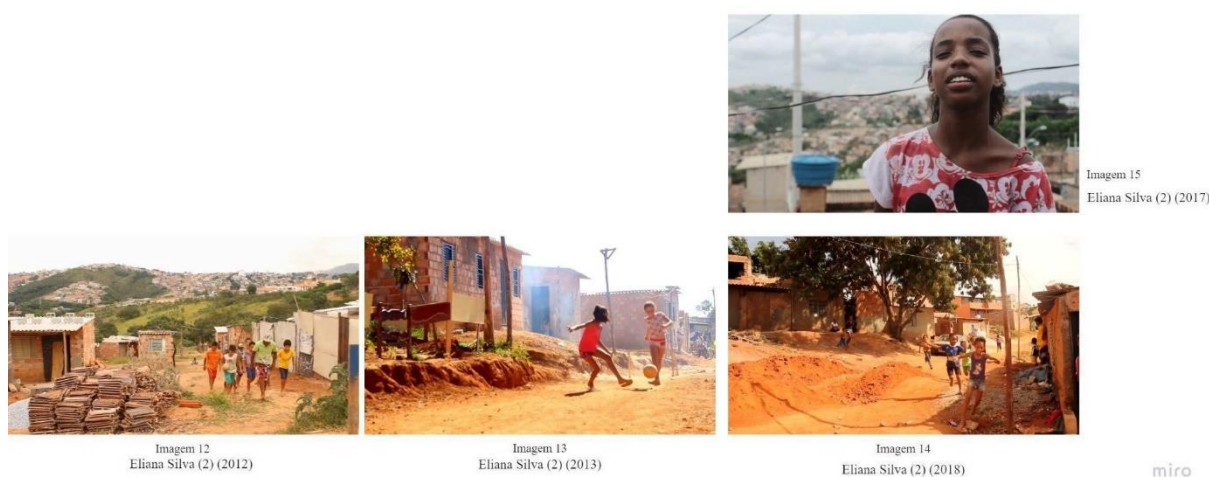 Imagem 15
Eliana Silva (2) (2017)
Imagem 12
Eliana Silva (2) (2012)
Imagem 13
Eliana Silva (2) (2013)
Imagem 14
Eliana Silva (2) (2018)
miro